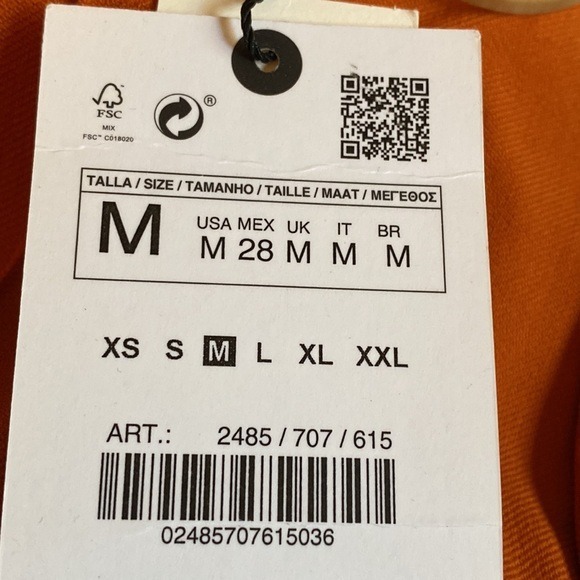 FSC
MIX
FSC™ C018020
®
TALLA / SIZE / TAMANHO / TAILLE / MAAT / ΜΕΓΕΘΟΣ
M
USA MEX UK IT BR
M 28 M M M
XS S M L XL XXL
ART.: 2485 / 707 / 615
02485707615036